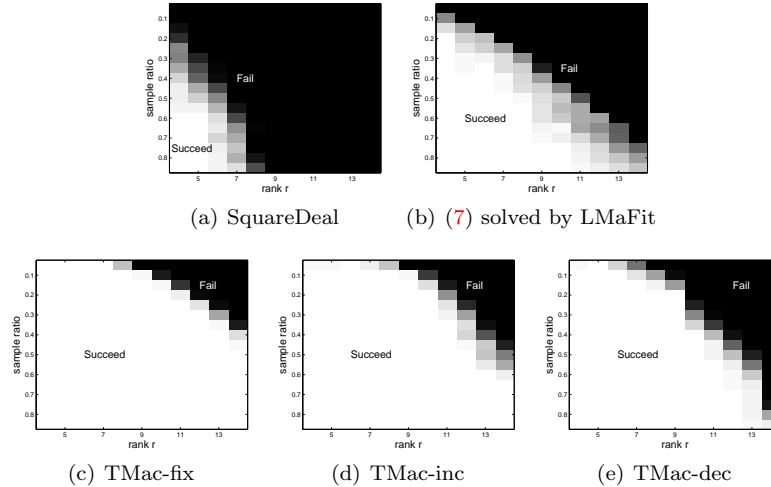 0.1
0.2
0.3
0.4
0.5
0.6
0.7
0.8
sample ratio
Fail
Succeed
5 7 9 11 13
rank r
(a) SquareDeal
0.1
0.2
0.3
0.4
0.5
0.6
0.7
0.8
sample ratio
Fail
Succeed
5 7 9 11 13
rank r
(b) (7) solved by LMaFit
0.1
0.2
0.3
0.4
0.5
0.6
0.7
0.8
sample ratio
Fail
Succeed
5 7 9 11 13
rank r
(c) TMac-fix
0.1
0.2
0.3
0.4
0.5
0.6
0.7
0.8
sample ratio
Fail
Succeed
5 7 9 11 13
rank r
(d) TMac-inc
0.1
0.2
0.3
0.4
0.5
0.6
0.7
0.8
sample ratio
Fail
Succeed
5 7 9 11 13
rank r
(e) TMac-dec